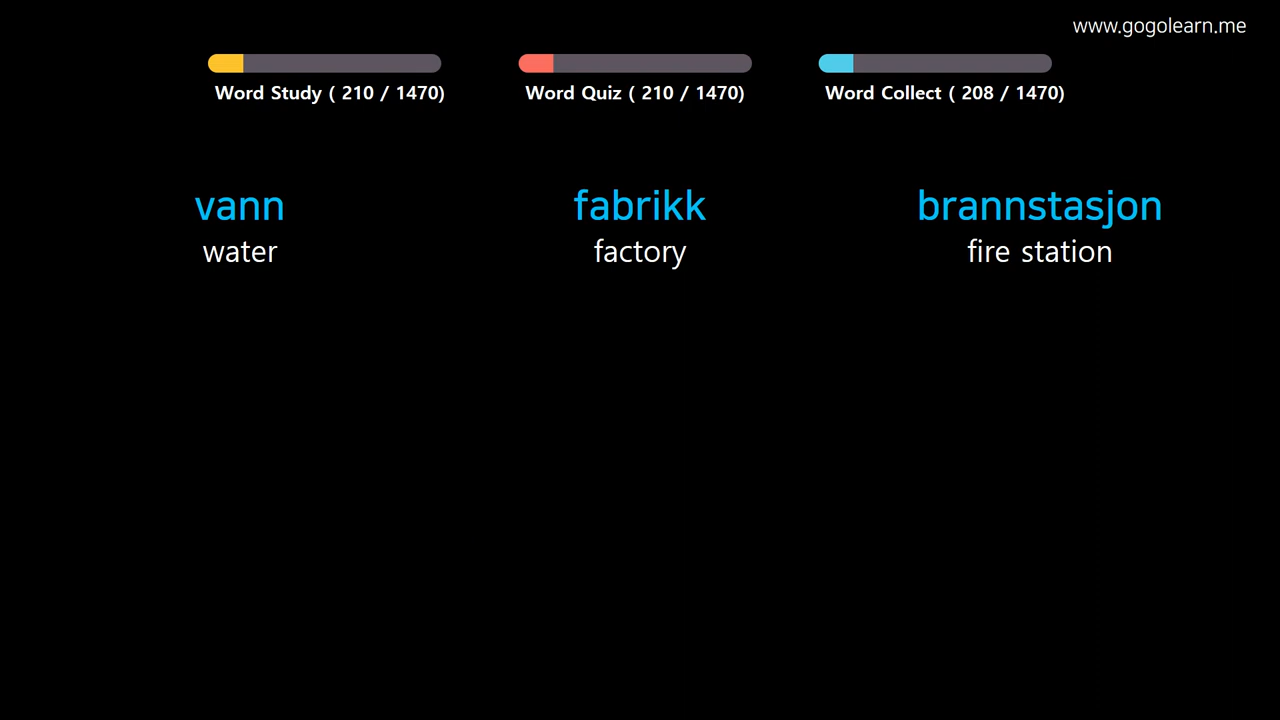 www.gogolearn.me
Word Study ( 210 / 1470)
Word Quiz ( 210 / 1470)
Word Collect ( 208 / 1470)
vann
water
fabrikk
factory
brannstasjon
fire station